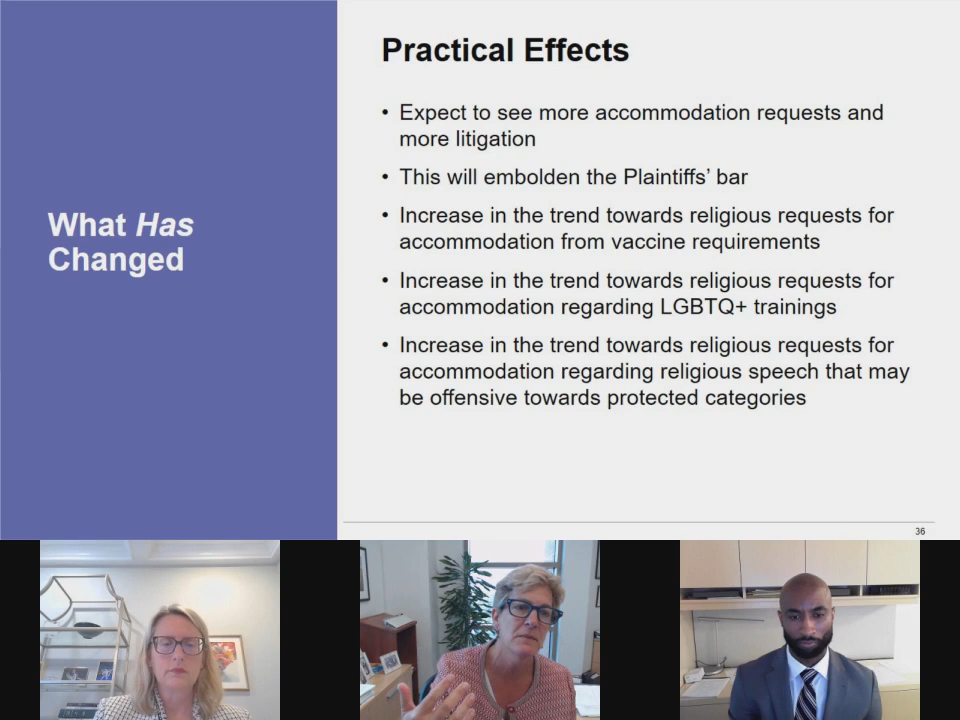 What Has
Changed
Practical Effects
• Expect to see more accommodation requests and
more litigation
• This will embolden the Plaintiffs’ bar
• Increase in the trend towards religious requests for
accommodation from vaccine requirements
• Increase in the trend towards religious requests for
accommodation regarding LGBTQ+ trainings
• Increase in the trend towards religious requests for
accommodation regarding religious speech that may
be offensive towards protected categories
36